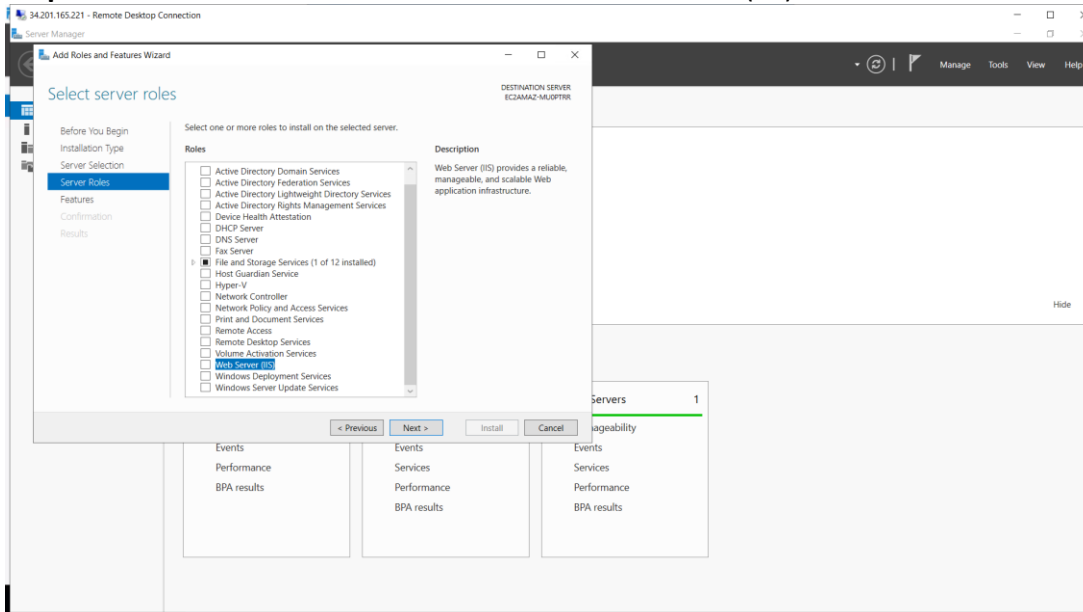 34.201.165.221 - Remote Desktop Connection
Server Manager
Manage Tools View Help
Add Roles and Features Wizard
Select server roles
DESTINATION SERVER
EC2AMAZ-MU0PTRR
Before You Begin
Installation Type
Server Selection
Server Roles
Features
Confirmation
Results
Select one or more roles to install on the selected server.
Roles
Active Directory Domain Services
Active Directory Federation Services
Active Directory Lightweight Directory Services
Active Directory Rights Management Services
Device Health Attestation
DHCP Server
DNS Server
Fax Server
File and Storage Services (1 of 12 installed)
Host Guardian Service
Hyper-V
Network Controller
Network Policy and Access Services
Print and Document Services
Remote Access
Remote Desktop Services
Volume Activation Services
Web Server (IIS)
Windows Deployment Services
Windows Server Update Services
Description
Web Server (IIS) provides a reliable,
manageable, and scalable Web
application infrastructure.
< Previous Next > Install Cancel
Hide
Servers 1
ageability
Events
Performance
BPA results
Events
Services
Performance
BPA results
Events
Services
Performance
BPA results